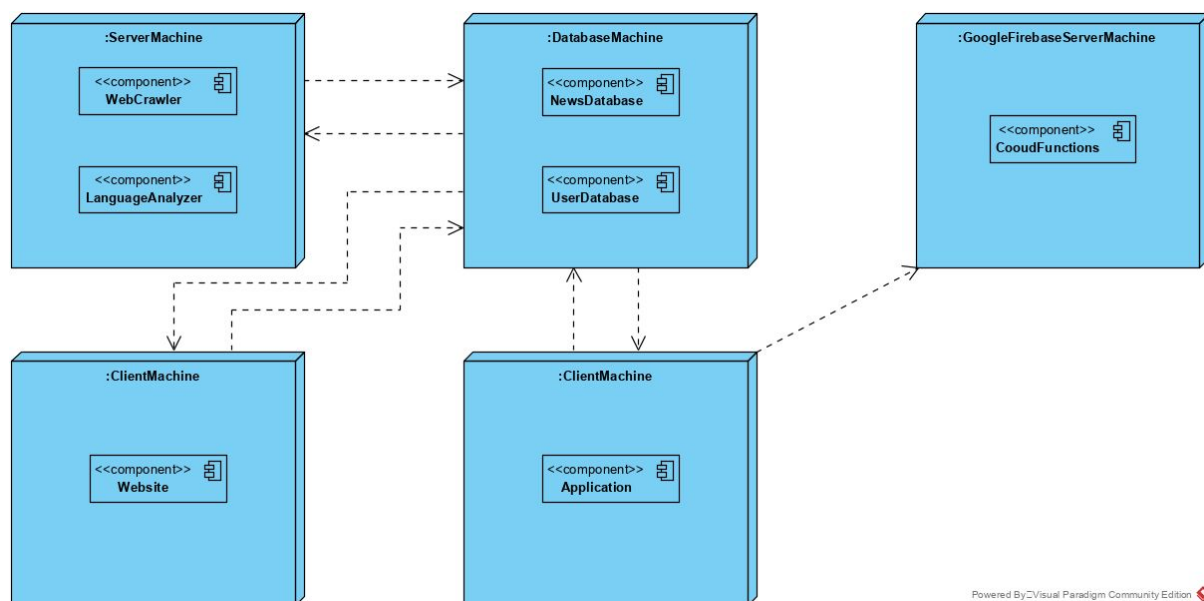 :ServerMachine
<<component>>
WebCrawler
<<component>>
LanguageAnalyzer
:DatabaseMachine
<<component>>
NewsDatabase
<<component>>
UserDatabase
:GoogleFirebaseServerMachine
<<component>>
CooudFunctions
:ClientMachine
<<component>>
Website
:ClientMachine
<<component>>
Application
Powered By Visual Paradigm Community Edition